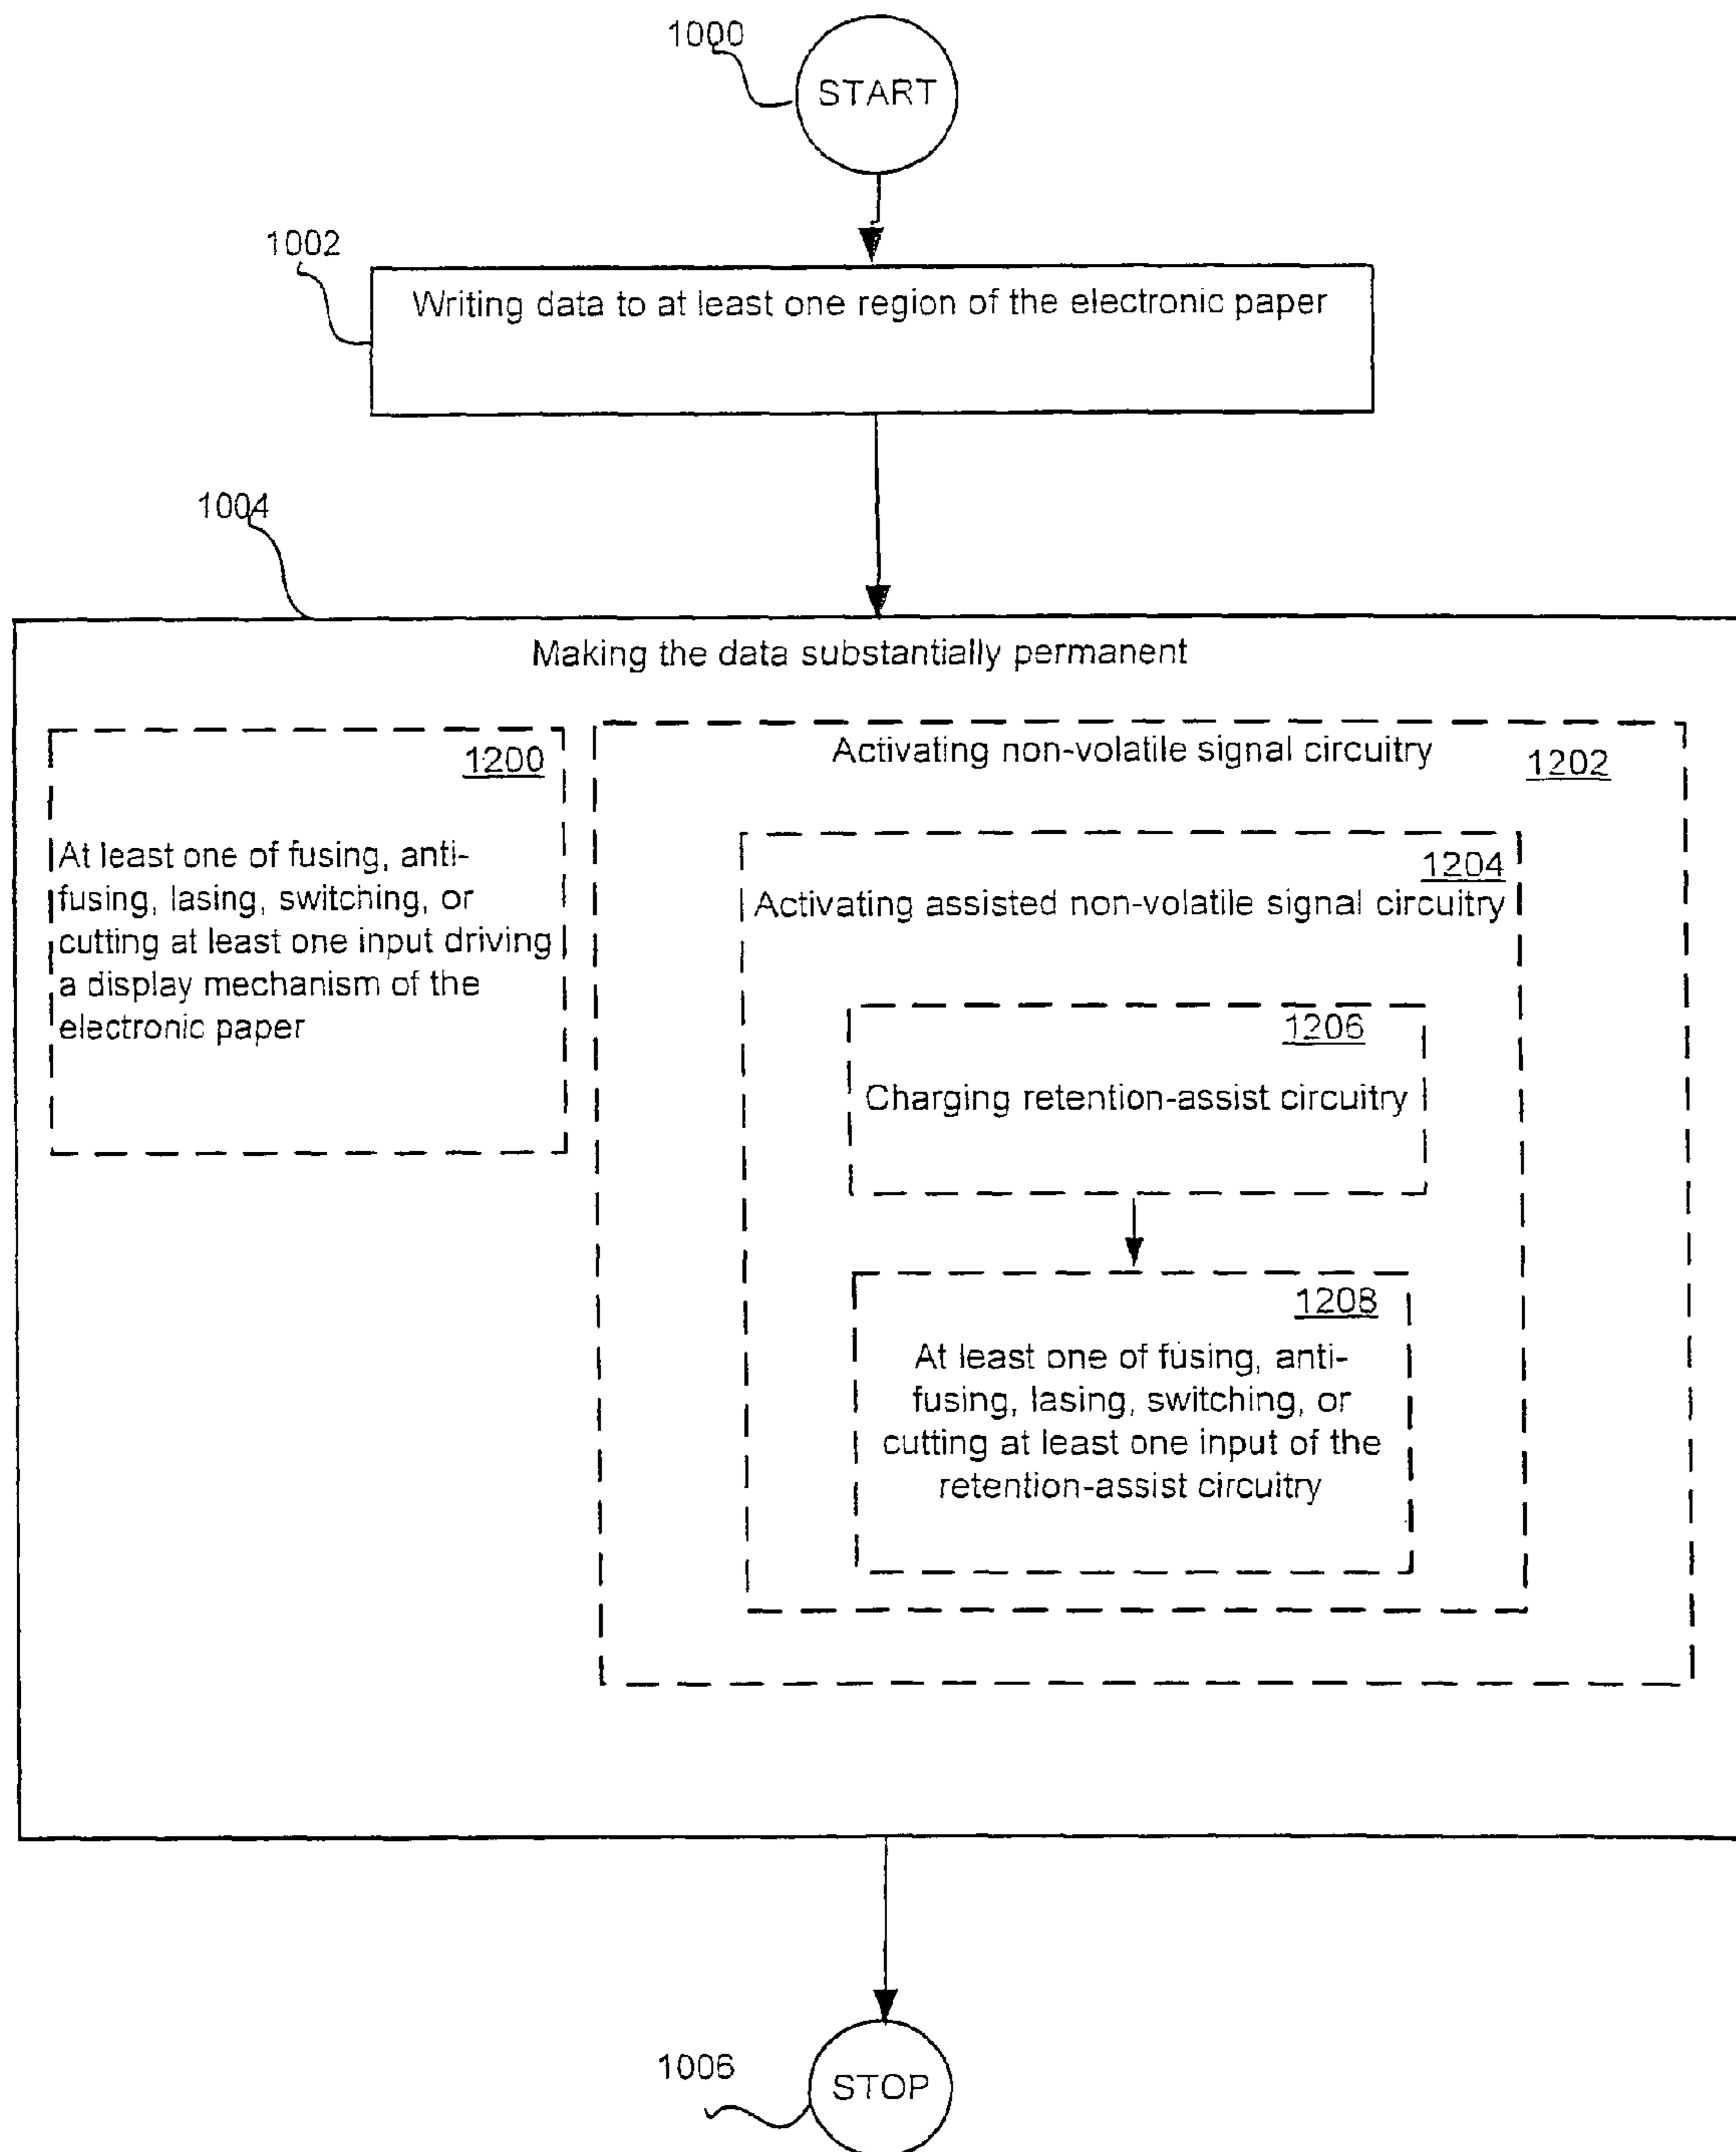 1000
START
1002
Writing data to at least one region of the electronic paper
1004
Making the data substantially permanent
1200
At least one of fusing, anti-
fusing, lasing, switching, or
cutting at least one input driving
a display mechanism of the
electronic paper
Activating non-volatile signal circuitry
1202
1204
Activating assisted non-volatile signal circuitry
1206
Charging retention-assist circuitry
1208
At least one of fusing, anti-
fusing, lasing, switching, or
cutting at least one input of the
retention-assist circuitry
1006
STOP